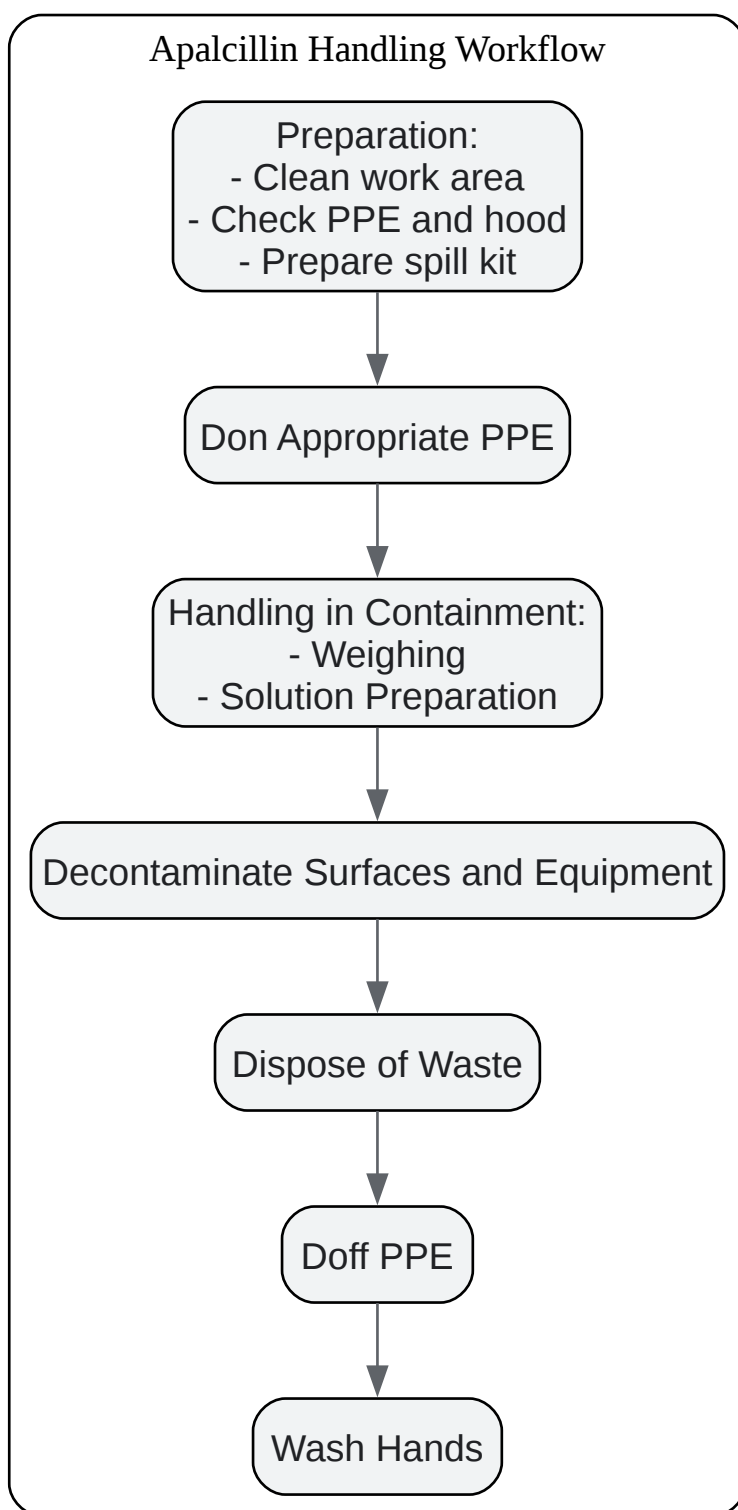 Apalcillin Handling Workflow
Preparation:
- Clean work area
- Check PPE and hood
- Prepare spill kit
Don Appropriate PPE
Handling in Containment:
- Weighing
- Solution Preparation
Decontaminate Surfaces and Equipment
Dispose of Waste
Doff PPE
Wash Hands